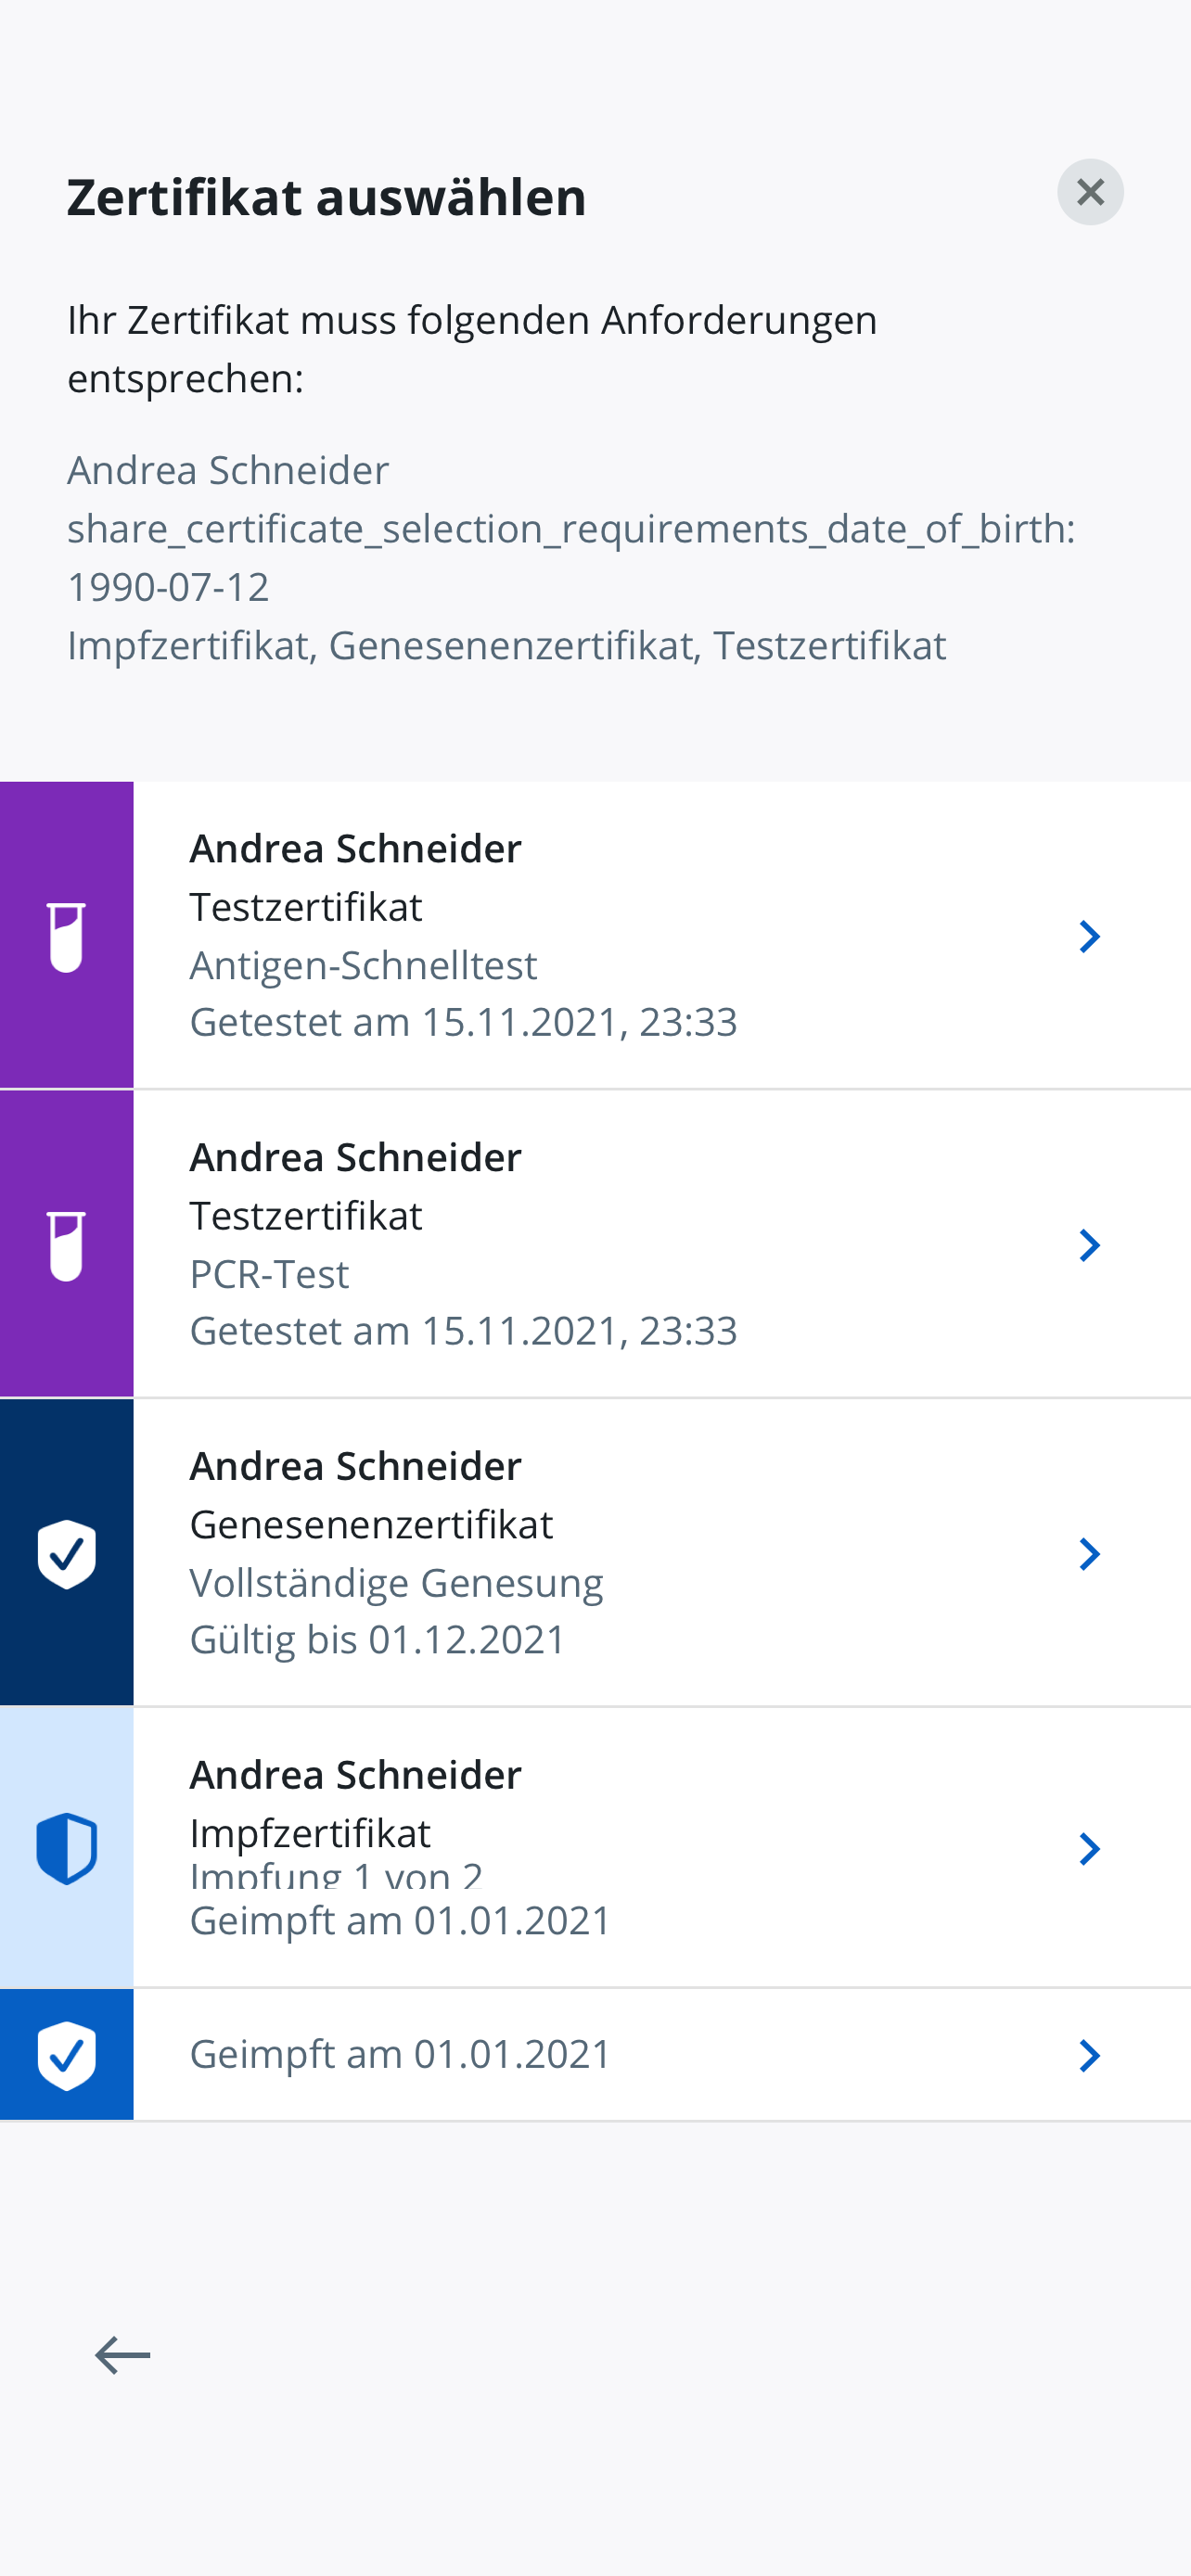 Zertifikat auswählen
Ihr Zertifikat muss folgenden Anforderungen
entsprechen:
Andrea Schneider
share_certificate_selection_requirements_date_of_birth:
1990-07-12
Impfzertifikat, Genesenenzertifikat, Testzertifikat
Andrea Schneider
Testzertifikat
Antigen-Schnelltest
Getestet am 15.11.2021, 23:33
Andrea Schneider
Testzertifikat
PCR-Test
Getestet am 15.11.2021, 23:33
Andrea Schneider
Genesenenzertifikat
Vollständige Genesung
Gültig bis 01.12.2021
Andrea Schneider
Impfzertifikat
Impfung 1 von 2
Geimpft am 01.01.2021
Geimpft am 01.01.2021